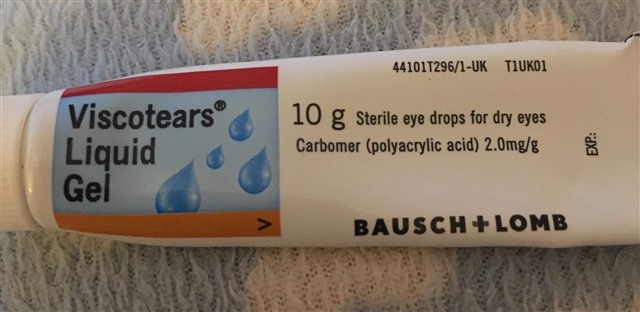 44101T296/1-UK T1UK01
Viscotears®
Liquid
Gel
>
10 g Sterile eye drops for dry eyes
Carbomer (polyacrylic acid) 2.0mg/g
EXP.:
BAUSCH+LOMB